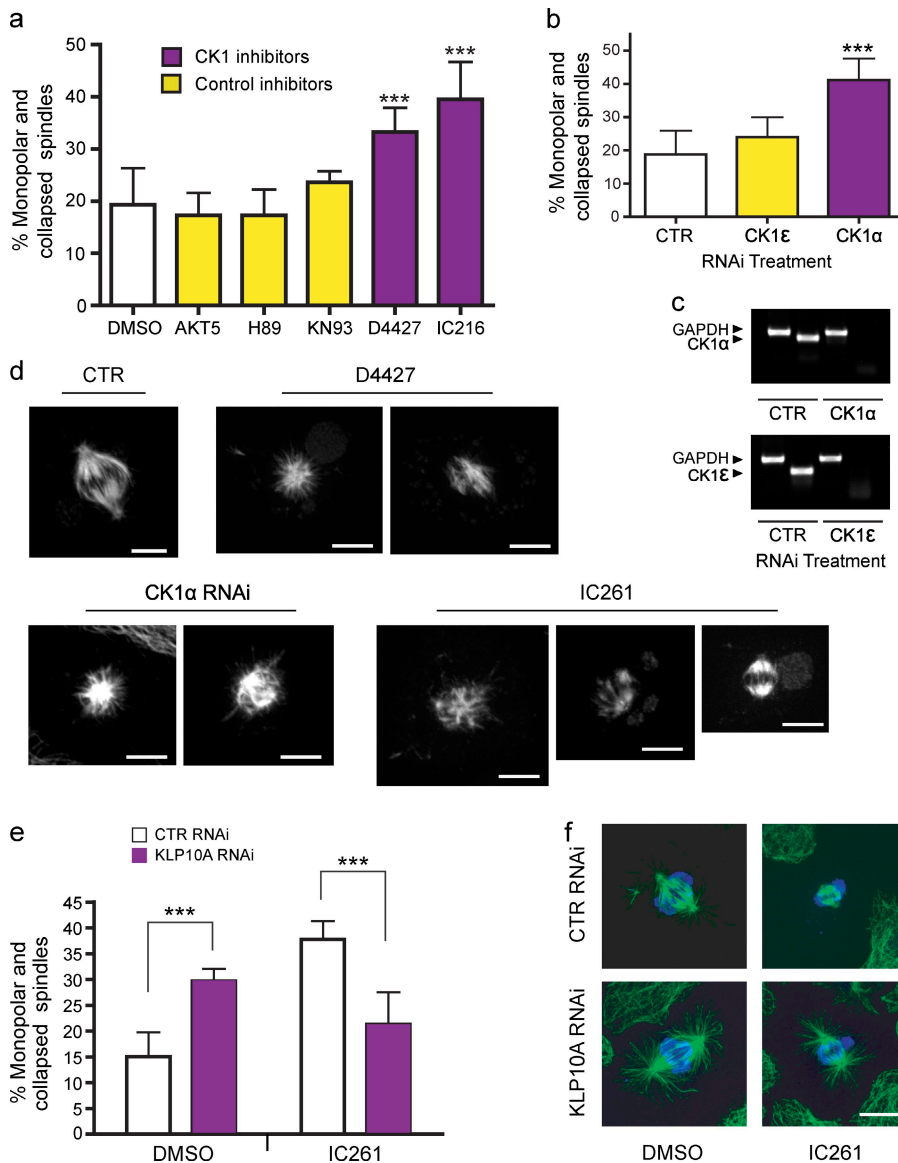 a
% Monopolar and
collapsed spindles
50
40
30
20
10
0
CK1 inhibitors
Control inhibitors
***
***
DMSO AKT5 H89 KN93 D4427 IC216
b
% Monopolar and
collapsed spindles
50
40
30
20
10
0
***
CTR CK1ε CK1α
RNAi Treatment
c
GAPDH
CK1α
CTR CK1α
GAPDH
CK1ε
CTR CK1ε
RNAi Treatment
d
CTR
D4427
CK1α RNAi
IC261
e
CTR RNAi
KLP10A RNAi
% Monopolar and
collapsed spindles
45
40
35
30
25
20
15
10
5
0
***
***
DMSO IC261
f
CTR RNAi
KLP10A RNAi
DMSO IC261